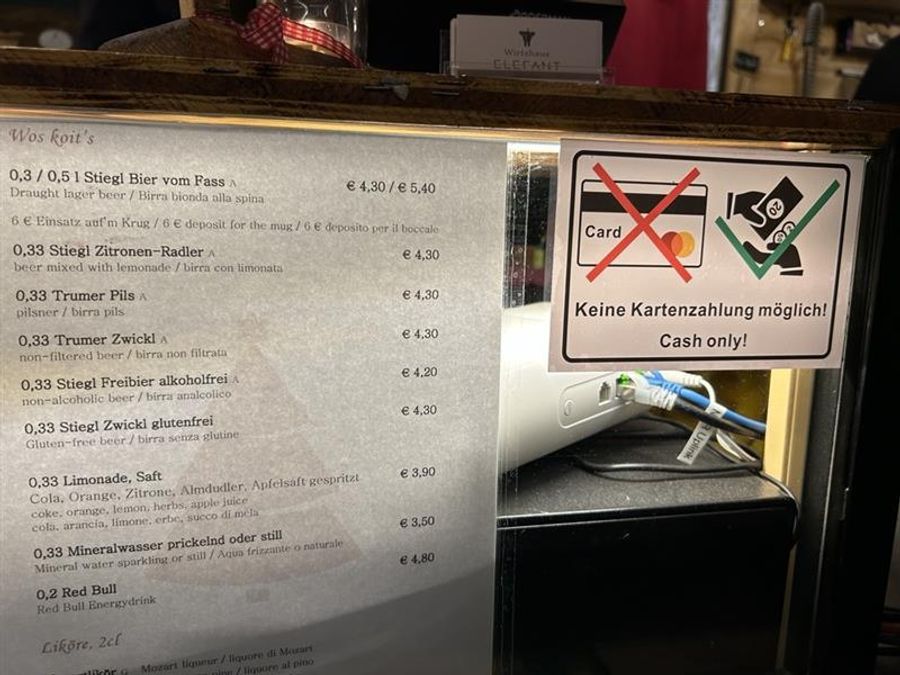 Wirtshaus
ELEFANT
Wos koit's
0,3 / 0,5 l Stiegl Bier vom Fass A € 4,30 / € 5,40
Draught lager beer / Birra bionda alla spina
6 € Einsatz auf'm Krug / 6 € deposit for the mug / 6 € deposito per il boccale
0,33 Stiegl Zitronen-Radler A € 4,30
beer mixed with lemonade / birra con limonata
0,33 Trumer Pils A € 4,30
pilsner / birra pils
0,33 Trumer Zwickl A € 4,30
non-filtered beer / birra non filtrata
0,33 Stiegl Freibier alkoholfrei A € 4,20
non-alcoholic beer / birra analcolico
0,33 Stiegl Zwickl glutenfrei € 4,30
Gluten-free beer / birra senza glutine
0,33 Limonade, Saft € 3,90
Cola, Orange, Zitrone, Almdudler, Apfelsaft gespritzt
coke, orange, lemon, herbs, apple juice
cola, arancia, limone, erbe, succo di mela
0,33 Mineralwasser prickelnd oder still € 3,50
Mineral water sparkling or still / Aqua frizzante o naturale
0,2 Red Bull € 4,80
Red Bull Energydrink
Liköre, 2cl
Mozart liqueur / liquore di Mozart
liquore al pino
Card
20
Keine Kartenzahlung möglich!
Cash only!
Uplink